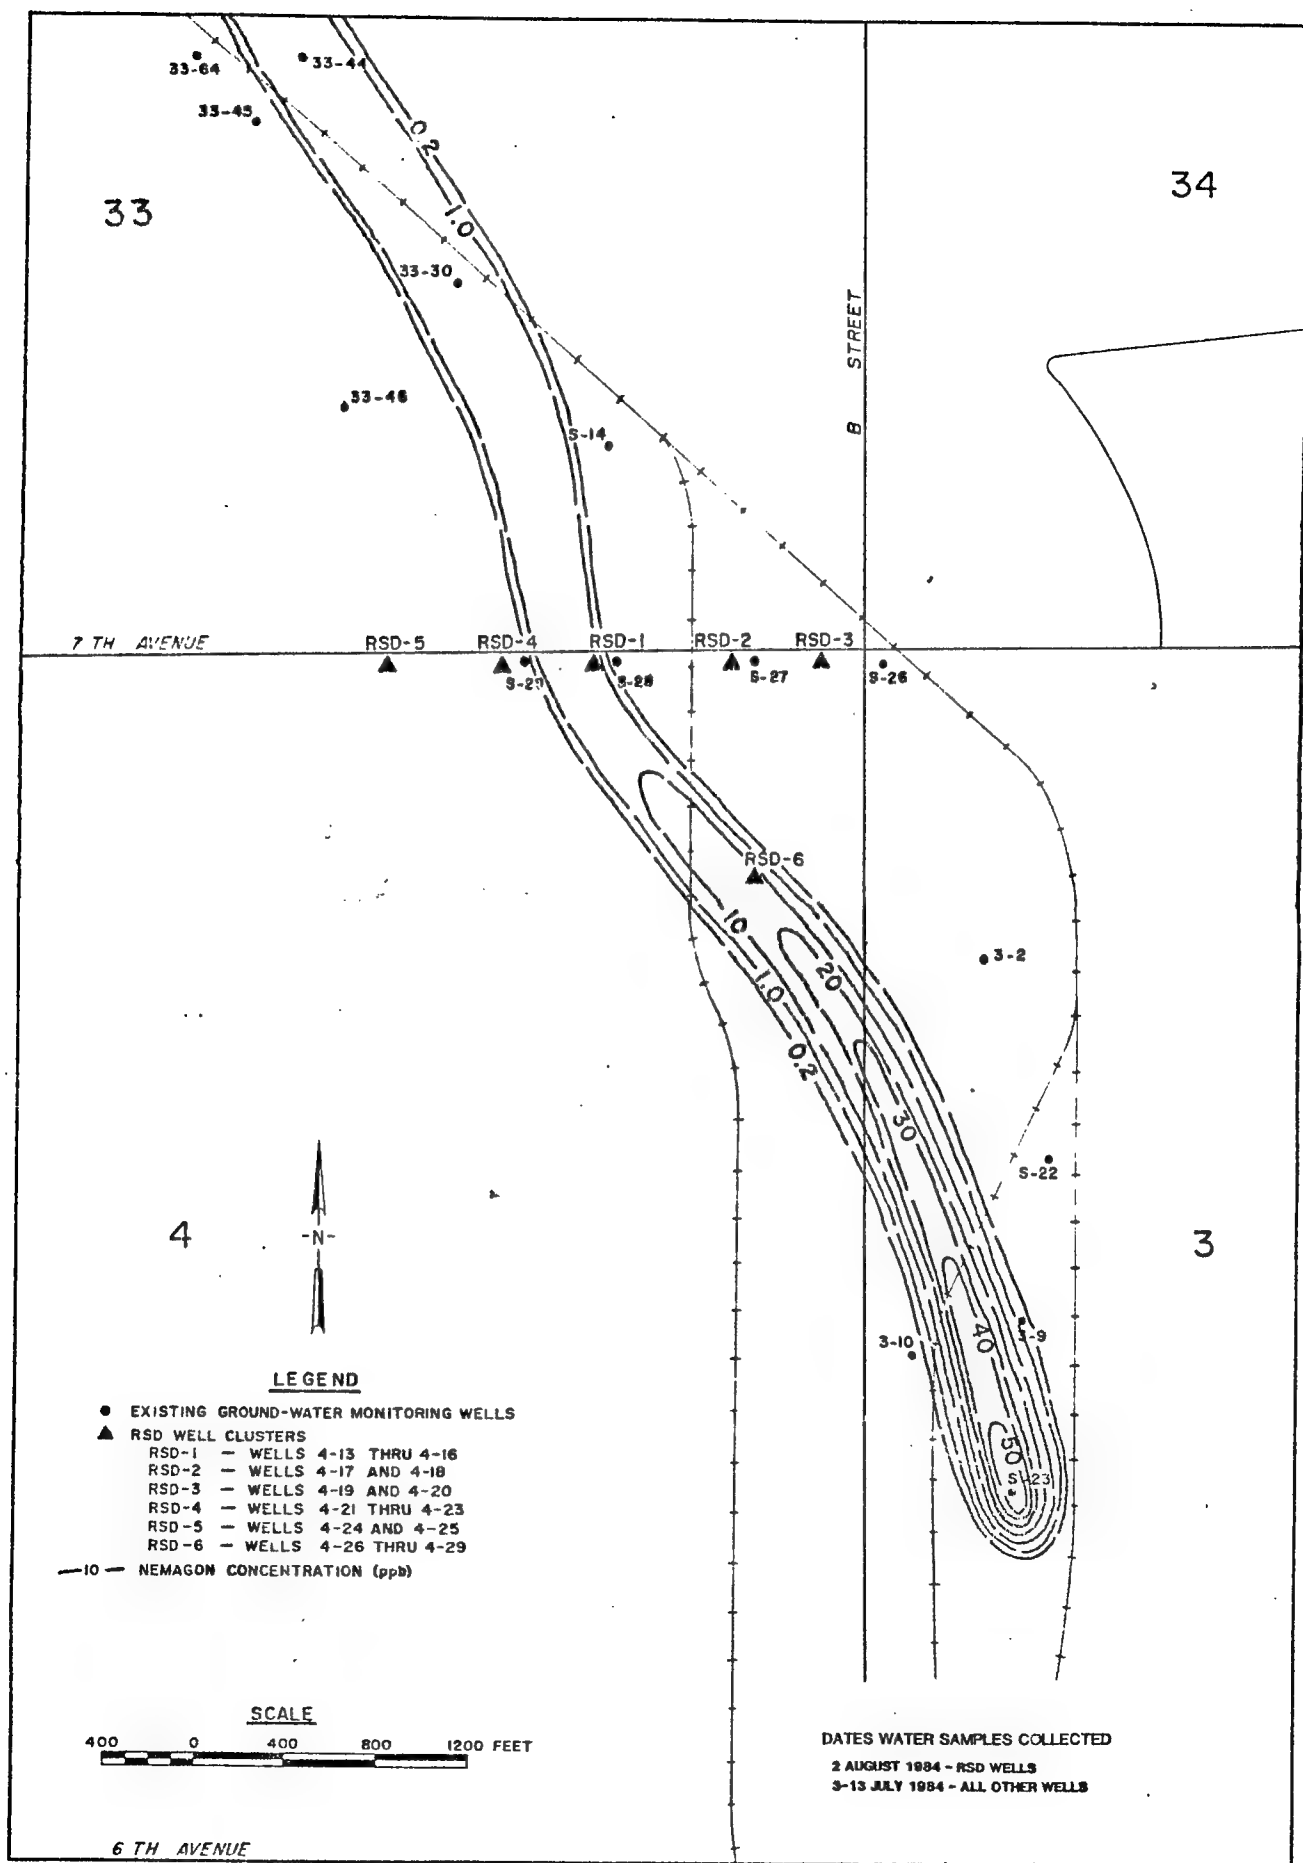 33-64
33-44
33-45
0.2
33
34
1.0
33-30
B STREET
33-46
S-14
7 TH AVENUE
RSD-5
RSD-4
RSD-1
RSD-2
RSD-3
S-28
S-27
S-26
RSD-6
10
3-2
20
1.0
0.2
30
S-22
4
-N-
3
40
3-10
LEGEND
● EXISTING GROUND-WATER MONITORING WELLS
50
▲ RSD WELL CLUSTERS
RSD-1 — WELLS 4-13 THRU 4-16
RSD-2 — WELLS 4-17 AND 4-18
S-23
RSD-3 — WELLS 4-19 AND 4-20
RSD-4 — WELLS 4-21 THRU 4-23
RSD-5 — WELLS 4-24 AND 4-25
RSD-6 — WELLS 4-26 THRU 4-29
—10— NEMAGON CONCENTRATION (ppb)
SCALE
400 0 400 800 1200 FEET
DATES WATER SAMPLES COLLECTED
2 AUGUST 1984 - RSD WELLS
3-13 JULY 1984 - ALL OTHER WELLS
6 TH AVENUE